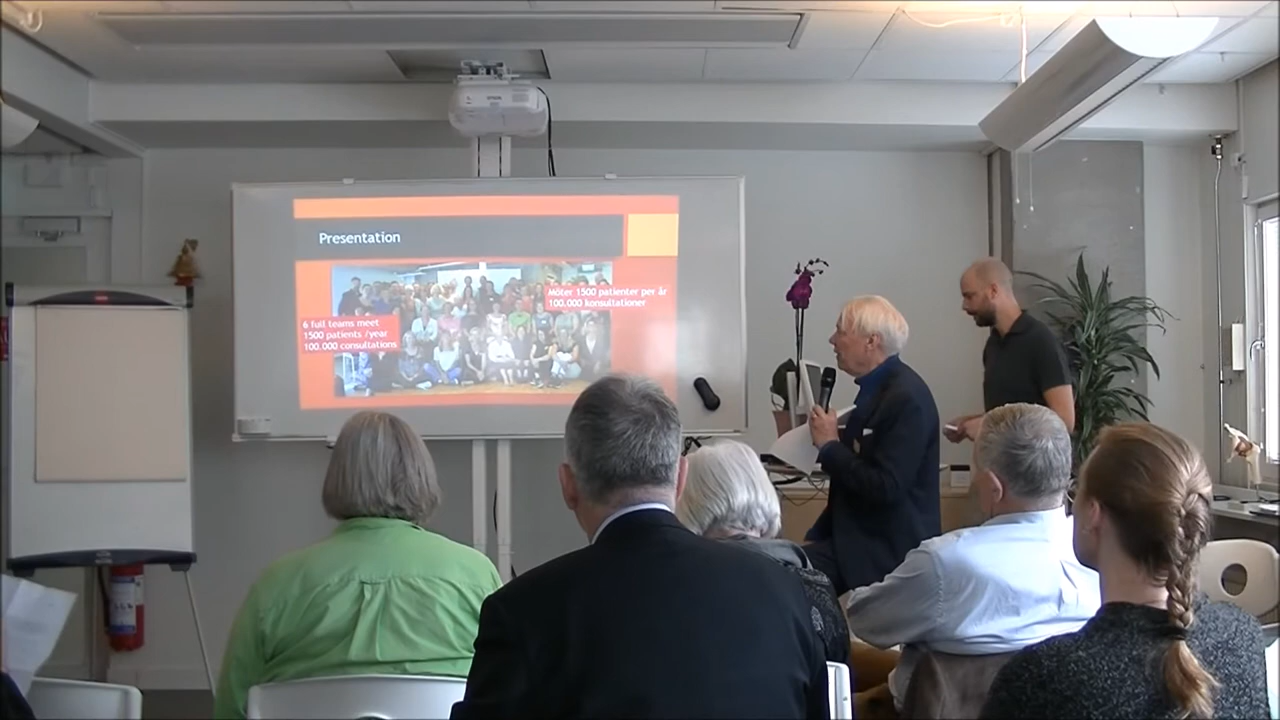 Presentation
Möter 1500 patienter per år
100.000 konsultationer
6 full teams meet
1500 patients /year
100.000 consultations